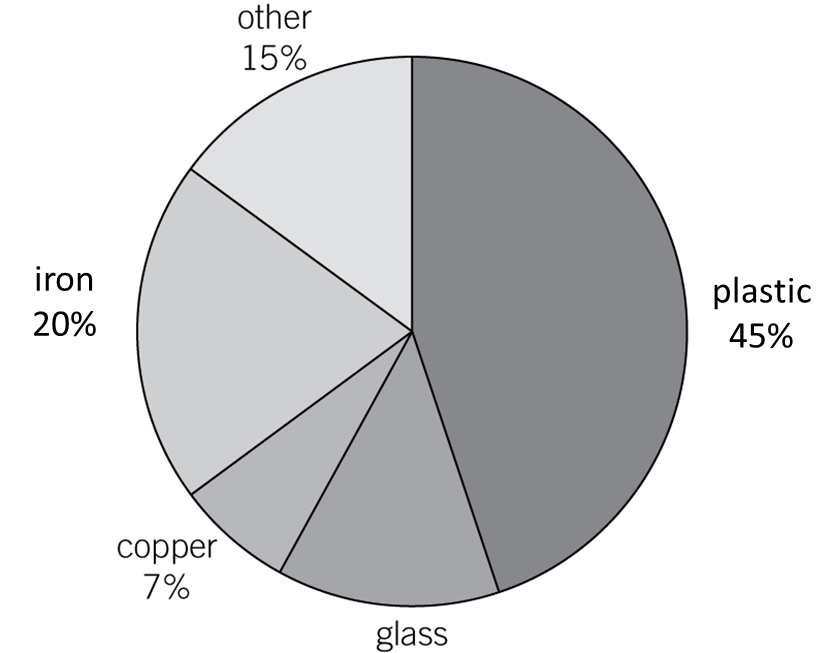 other
15%
iron
20%
plastic
45%
copper
7%
glass